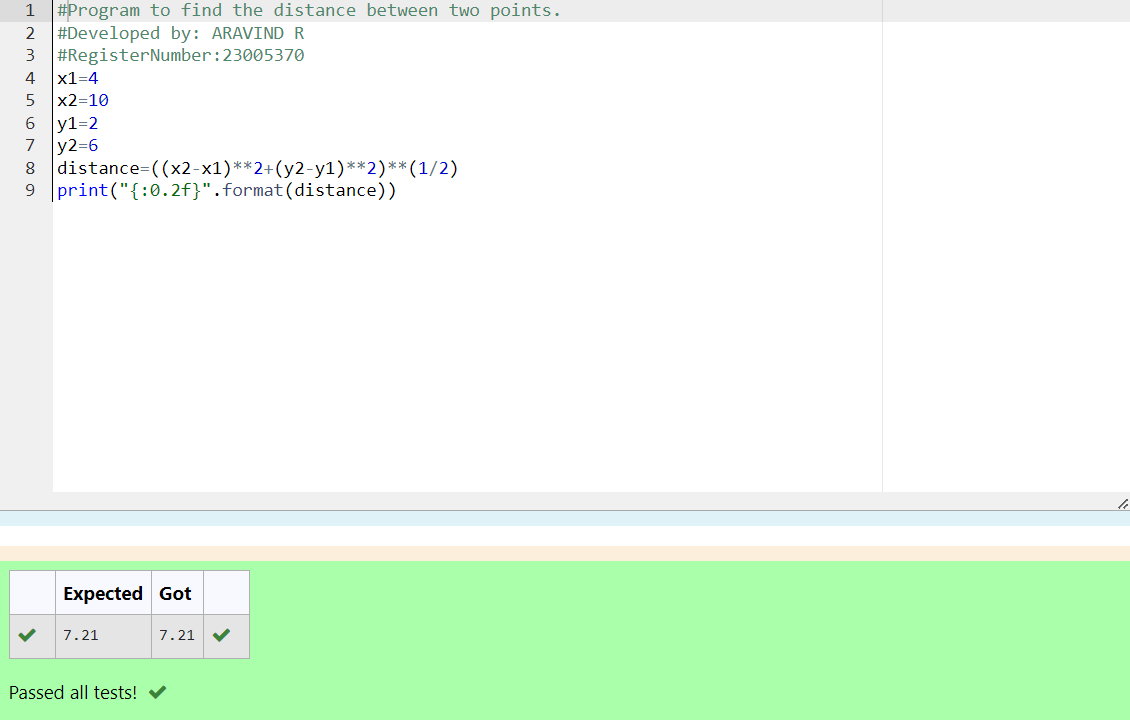 1 #Program to find the distance between two points.
2 #Developed by: ARAVIND R
3 #RegisterNumber:23005370
4 x1=4
5 x2=10
6 y1=2
7 y2=6
8 distance=((x2-x1)**2+(y2-y1)**2)**(1/2)
9 print("{:0.2f}".format(distance))
Expected Got
7.21 7.21
Passed all tests!